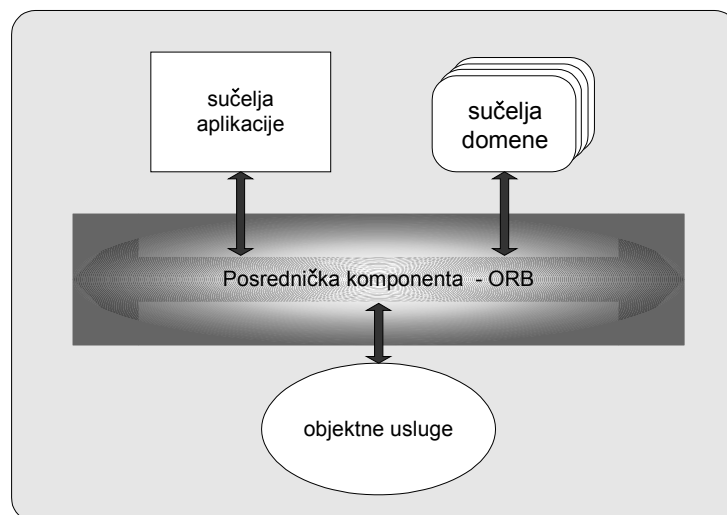 sučelja
aplikacije
sučelja
domene
Posrednička komponenta - ORB
objektne usluge